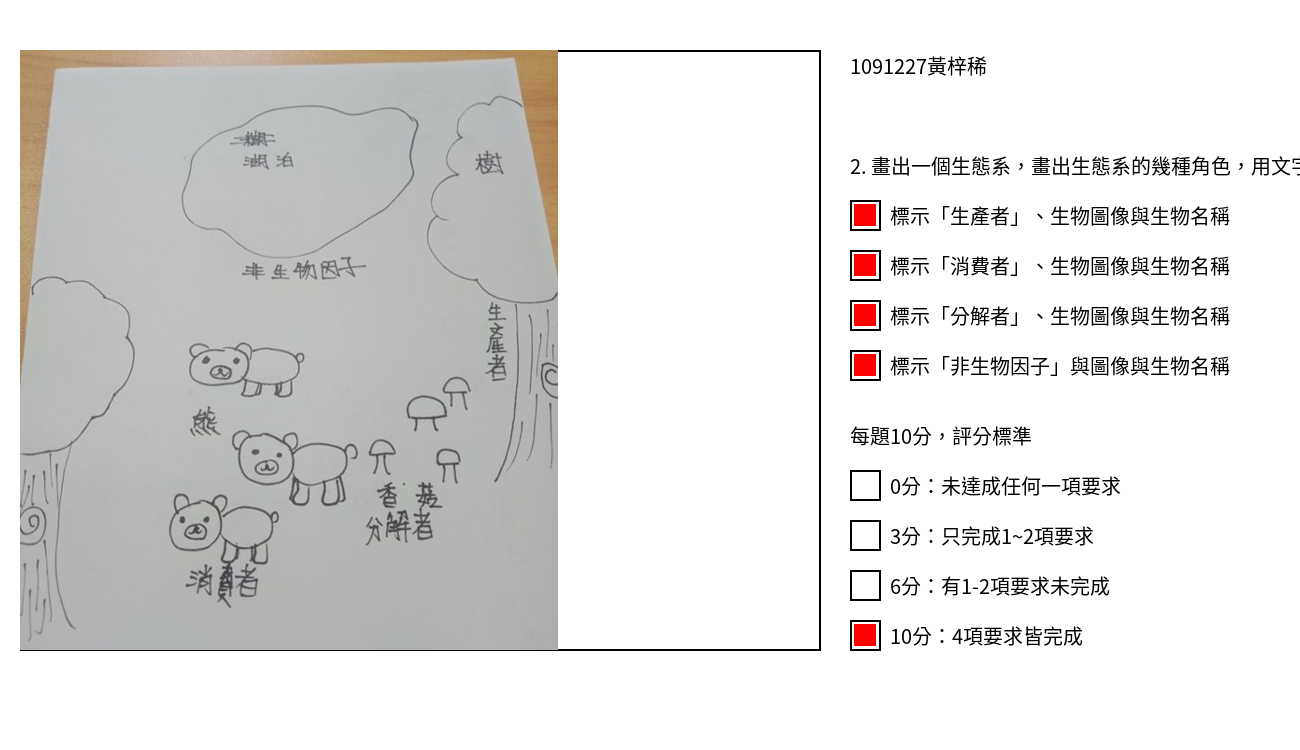 湖泊
樹
非生物因子
生產者
熊
香菇
分解者
消費者
1091227黃梓稀
2. 畫出一個生態系，畫出生態系的幾種角色，用文字
標示「生產者」、生物圖像與生物名稱
標示「消費者」、生物圖像與生物名稱
標示「分解者」、生物圖像與生物名稱
標示「非生物因子」與圖像與生物名稱
每題10分，評分標準
0分：未達成任何一項要求
3分：只完成1~2項要求
6分：有1-2項要求未完成
10分：4項要求皆完成